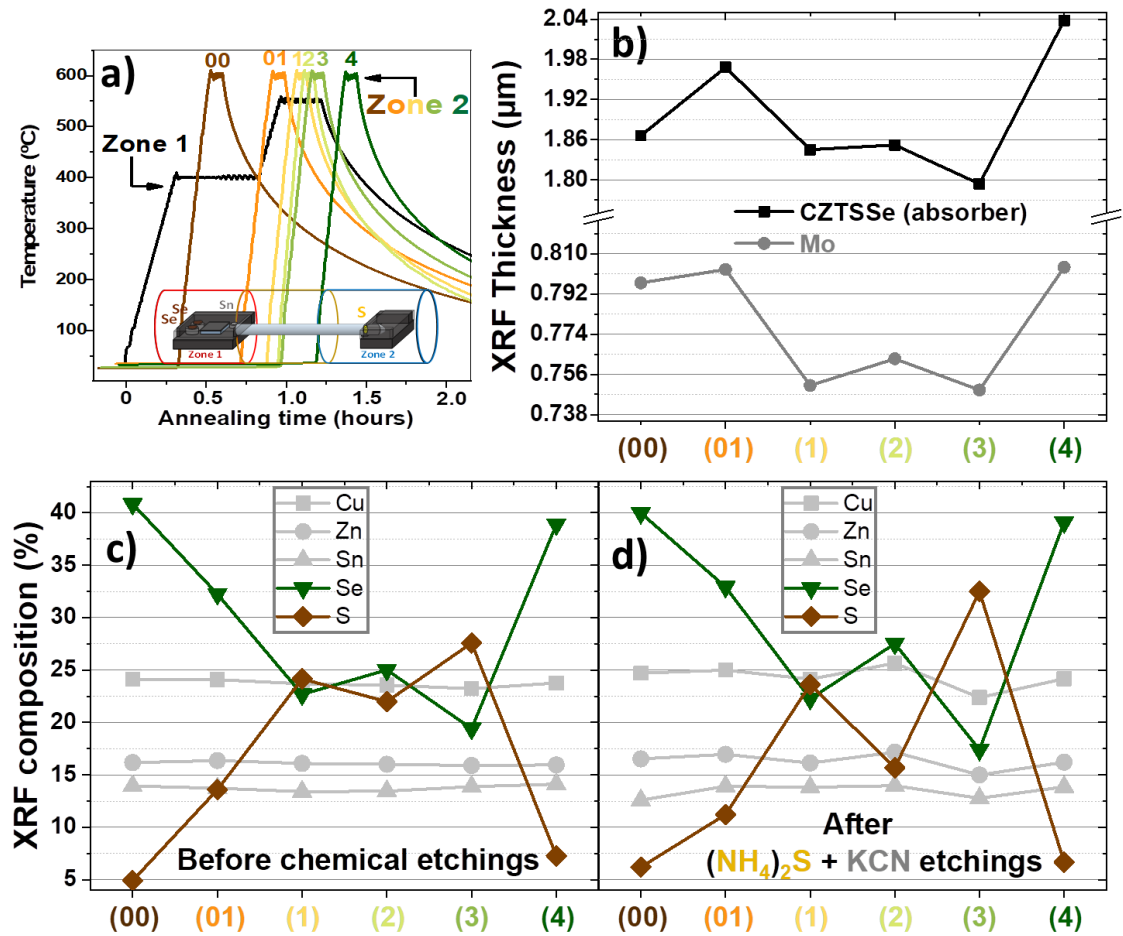 a)
00
01
1
2
3
4
Zone 1
Zone 2
Temperature (ºC)
600
500
400
300
200
100
Se
Se
Sn
S
Zone 1
Zone 2
0
0.5
1.0
1.5
2.0
Annealing time (hours)
b)
XRF Thickness (µm)
2.04
1.98
1.92
1.86
1.80
0.810
0.792
0.774
0.756
0.738
CZTSSe (absorber)
Mo
(00)
(01)
(1)
(2)
(3)
(4)
XRF composition (%)
40
35
30
25
20
15
10
5
c)
Cu
Zn
Sn
Se
S
Before chemical etchings
(00)
(01)
(1)
(2)
(3)
(4)
d)
Cu
Zn
Sn
Se
S
After
(NH₄)₂S + KCN etchings
(00)
(01)
(1)
(2)
(3)
(4)